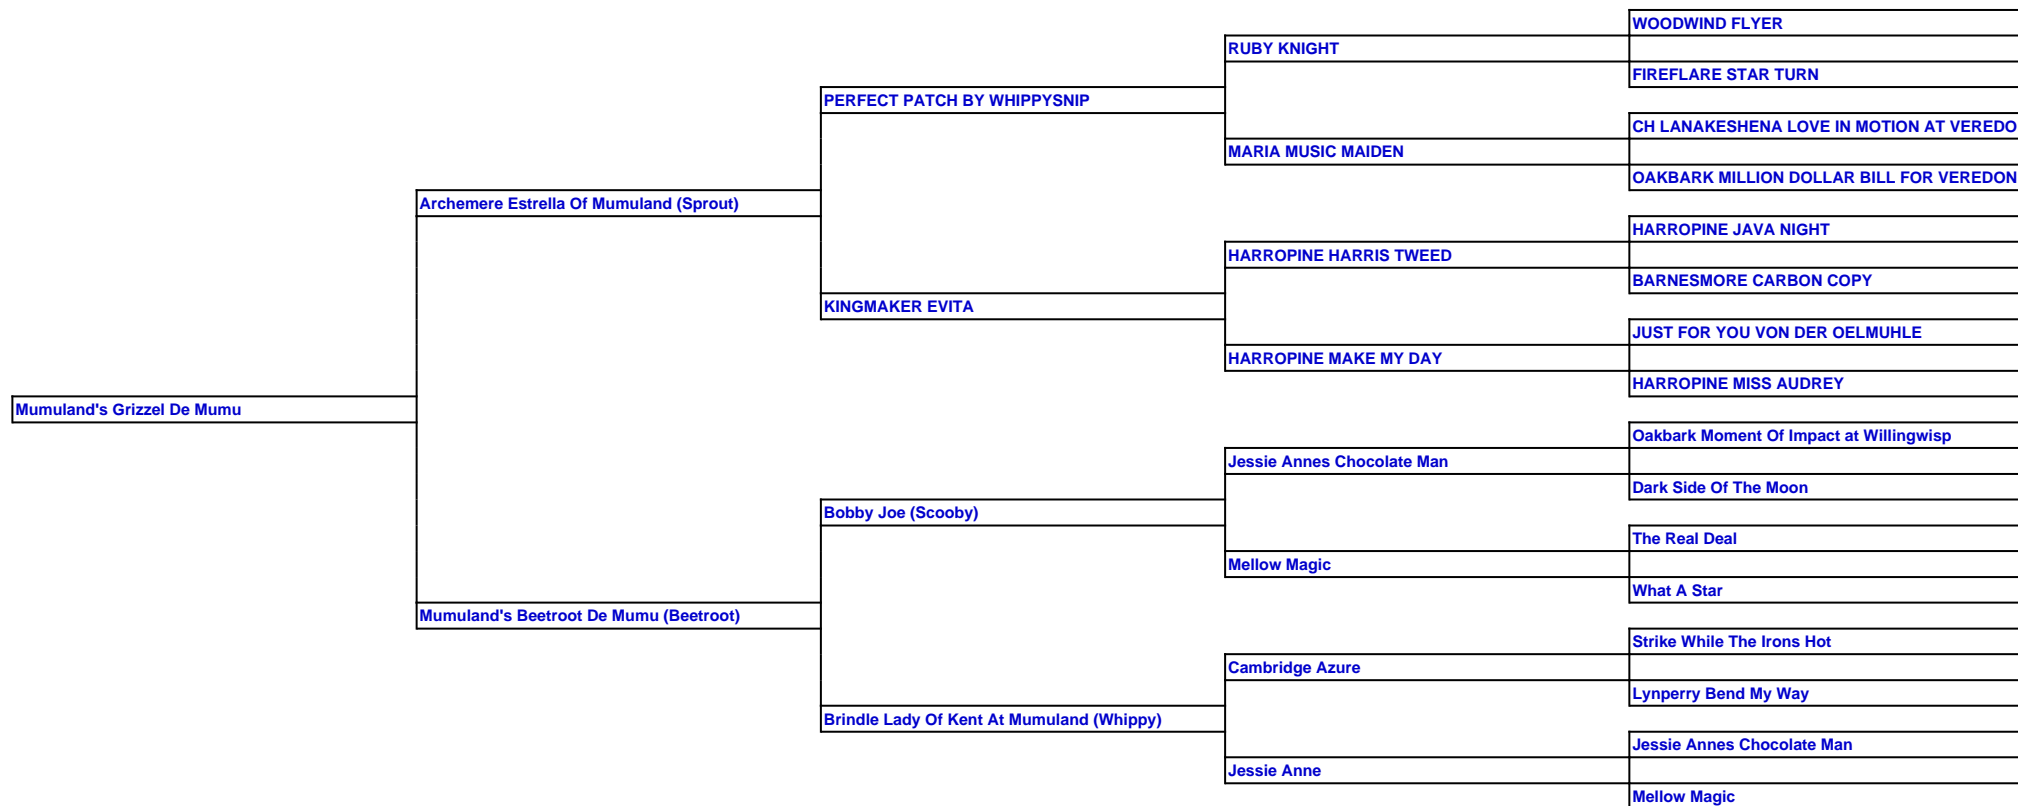 WOODWIND FLYER
RUBY KNIGHT
FIREFLARE STAR TURN
PERFECT PATCH BY WHIPPYSNIP
CH LANAKESHENA LOVE IN MOTION AT VEREDO
MARIA MUSIC MAIDEN
OAKBARK MILLION DOLLAR BILL FOR VEREDON
Archemere Estrella Of Mumuland (Sprout)
HARROPINE JAVA NIGHT
HARROPINE HARRIS TWEED
BARNESMORE CARBON COPY
KINGMAKER EVITA
JUST FOR YOU VON DER OELMUHLE
HARROPINE MAKE MY DAY
HARROPINE MISS AUDREY
Mumuland's Grizzel De Mumu
Oakbark Moment Of Impact at Willingwisp
Jessie Annes Chocolate Man
Dark Side Of The Moon
Bobby Joe (Scooby)
The Real Deal
Mellow Magic
What A Star
Mumuland's Beetroot De Mumu (Beetroot)
Strike While The Irons Hot
Cambridge Azure
Lynperry Bend My Way
Brindle Lady Of Kent At Mumuland (Whippy)
Jessie Annes Chocolate Man
Jessie Anne
Mellow Magic